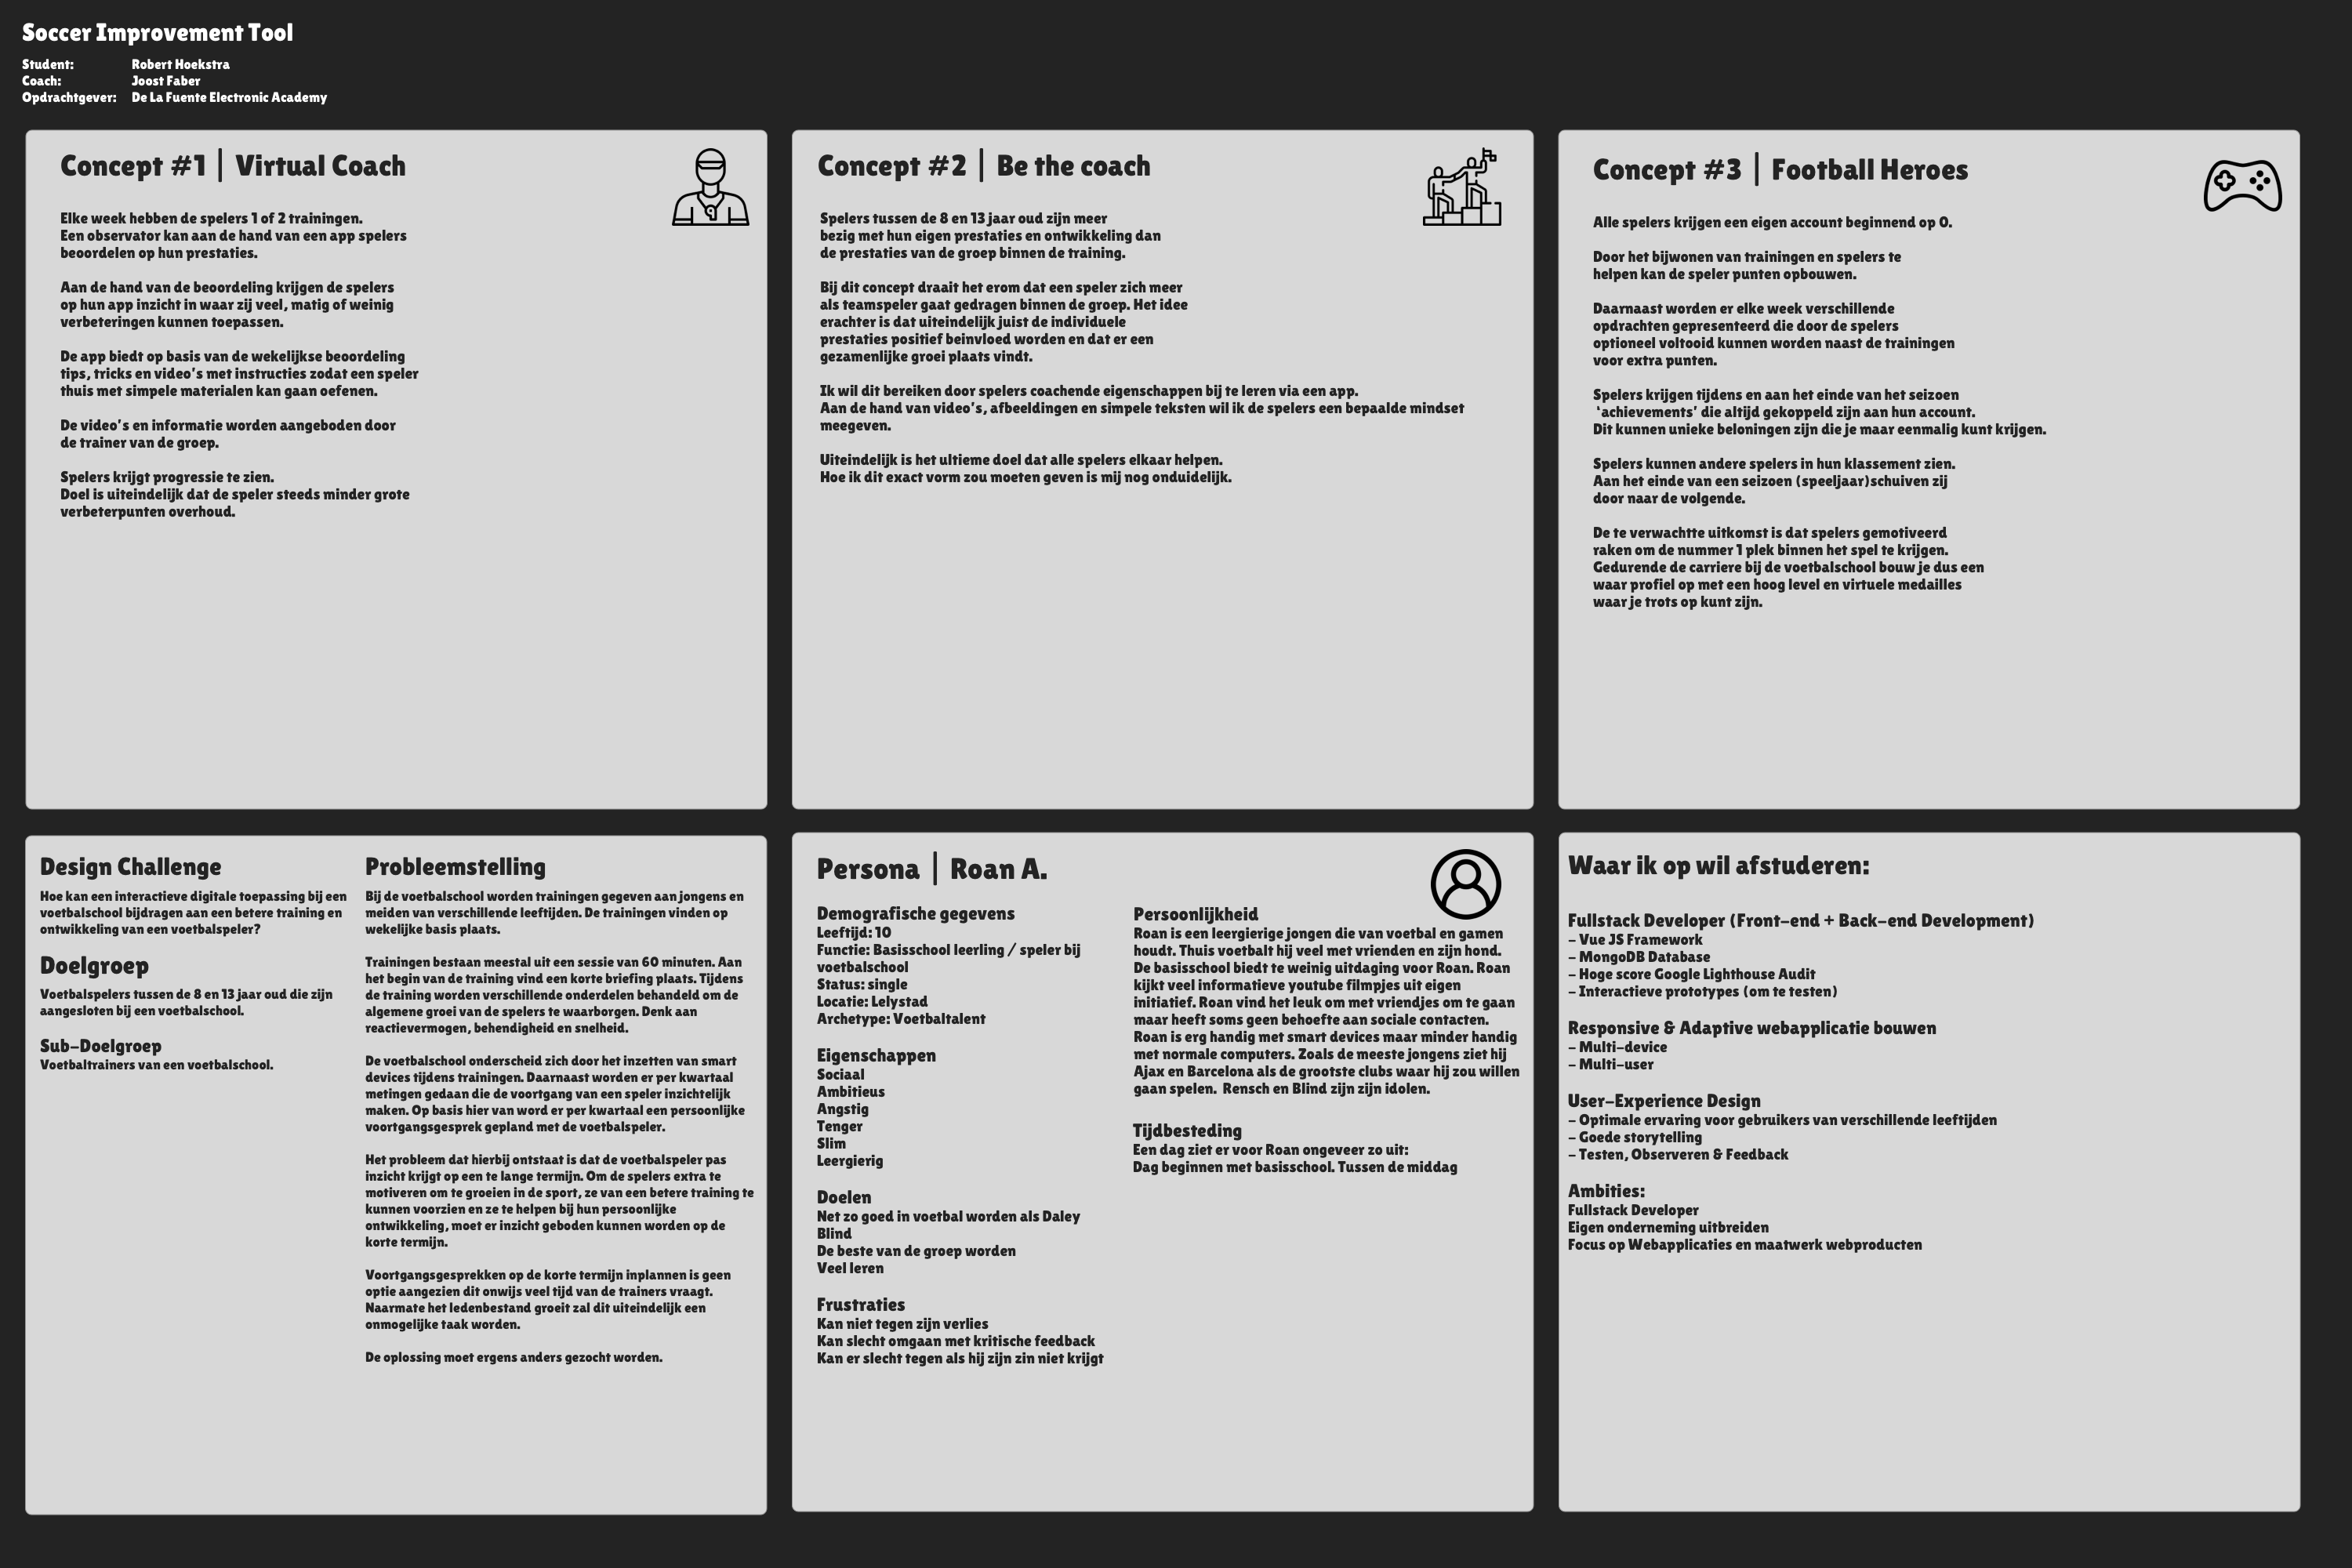 Soccer Improvement Tool
Student: Robert Hoekstra
Coach: Joost Faber
Opdrachtgever: De La Fuente Electronic Academy
Concept #1 | Virtual Coach
Elke week hebben de spelers 1 of 2 trainingen.
Een observator kan aan de hand van een app spelers
beoordelen op hun prestaties.
Aan de hand van de beoordeling krijgen de spelers
op hun app inzicht in waar zij veel, matig of weinig
verbeteringen kunnen toepassen.
De app biedt op basis van de wekelijkse beoordeling
tips, tricks en video's met instructies zodat een speler
thuis met simpele materialen kan gaan oefenen.
De video's en informatie worden aangeboden door
de trainer van de groep.
Spelers krijgt progressie te zien.
Doel is uiteindelijk dat de speler steeds minder grote
verbeterpunten overhoud.
Concept #2 | Be the coach
Spelers tussen de 8 en 13 jaar oud zijn meer
bezig met hun eigen prestaties en ontwikkeling dan
de prestaties van de groep binnen de training.
Bij dit concept draait het erom dat een speler zich meer
als teamspeler gaat gedragen binnen de groep. Het idee
erachter is dat uiteindelijk juist de individuele
prestaties positief beinvloed worden en dat er een
gezamenlijke groei plaats vindt.
Ik wil dit bereiken door spelers coachende eigenschappen bij te leren via een app.
Aan de hand van video's, afbeeldingen en simpele teksten wil ik de spelers een bepaalde mindset
meegeven.
Uiteindelijk is het ultieme doel dat alle spelers elkaar helpen.
Hoe ik dit exact vorm zou moeten geven is mij nog onduidelijk.
Concept #3 | Football Heroes
Alle spelers krijgen een eigen account beginnend op 0.
Door het bijwonen van trainingen en spelers te
helpen kan de speler punten opbouwen.
Daarnaast worden er elke week verschillende
opdrachten gepresenteerd die door de spelers
optioneel voltooid kunnen worden naast de trainingen
voor extra punten.
Spelers krijgen tijdens en aan het einde van het seizoen
'achievements' die altijd gekoppeld zijn aan hun account.
Dit kunnen unieke beloningen zijn die je maar eenmalig kunt krijgen.
Spelers kunnen andere spelers in hun klassement zien.
Aan het einde van een seizoen (speeljaar)schuiven zij
door naar de volgende.
De te verwachtte uitkomst is dat spelers gemotiveerd
raken om de nummer 1 plek binnen het spel te krijgen.
Gedurende de carriere bij de voetbalschool bouw je dus een
waar profiel op met een hoog level en virtuele medailles
waar je trots op kunt zijn.
Design Challenge
Hoe kan een interactieve digitale toepassing bij een
voetbalschool bijdragen aan een betere training en
ontwikkeling van een voetbalspeler?
Doelgroep
Voetbalspelers tussen de 8 en 13 jaar oud die zijn
aangesloten bij een voetbalschool.
Sub-Doelgroep
Voetbaltrainers van een voetbalschool.
Probleemstelling
Bij de voetbalschool worden trainingen gegeven aan jongens en
meiden van verschillende leeftijden. De trainingen vinden op
wekelijke basis plaats.
Trainingen bestaan meestal uit een sessie van 60 minuten. Aan
het begin van de training vind een korte briefing plaats. Tijdens
de training worden verschillende onderdelen behandeld om de
algemene groei van de spelers te waarborgen. Denk aan
reactievermogen, behendigheid en snelheid.
De voetbalschool onderscheid zich door het inzetten van smart
devices tijdens trainingen. Daarnaast worden er per kwartaal
metingen gedaan die de voortgang van een speler inzichtelijk
maken. Op basis hier van word er per kwartaal een persoonlijke
voortgangsgesprek gepland met de voetbalspeler.
Het probleem dat hierbij ontstaat is dat de voetbalspeler pas
inzicht krijgt op een te lange termijn. Om de spelers extra te
motiveren om te groeien in de sport, ze van een betere training te
kunnen voorzien en ze te helpen bij hun persoonlijke
ontwikkeling, moet er inzicht geboden kunnen worden op de
korte termijn.
Voortgangsgesprekken op de korte termijn inplannen is geen
optie aangezien dit onwijs veel tijd van de trainers vraagt.
Naarmate het ledenbestand groeit zal dit uiteindelijk een
onmogelijke taak worden.
De oplossing moet ergens anders gezocht worden.
Persona | Roan A.
Demografische gegevens
Leeftijd: 10
Functie: Basisschool leerling / speler bij
voetbalschool
Status: single
Locatie: Lelystad
Archetype: Voetbaltalent
Eigenschappen
Sociaal
Ambitieus
Angstig
Tenger
Slim
Leergierig
Doelen
Net zo goed in voetbal worden als Daley
Blind
De beste van de groep worden
Veel leren
Frustraties
Kan niet tegen zijn verlies
Kan slecht omgaan met kritische feedback
Kan er slecht tegen als hij zijn zin niet krijgt
Persoonlijkheid
Roan is een leergierige jongen die van voetbal en gamen
houdt. Thuis voetbalt hij veel met vrienden en zijn hond.
De basisschool biedt te weinig uitdaging voor Roan. Roan
kijkt veel informatieve youtube filmpjes uit eigen
initiatief. Roan vind het leuk om met vriendjes om te gaan
maar heeft soms geen behoefte aan sociale contacten.
Roan is erg handig met smart devices maar minder handig
met normale computers. Zoals de meeste jongens ziet hij
Ajax en Barcelona als de grootste clubs waar hij zou willen
gaan spelen. Rensch en Blind zijn zijn idolen.
Tijdbesteding
Een dag ziet er voor Roan ongeveer zo uit:
Dag beginnen met basisschool. Tussen de middag
Waar ik op wil afstuderen:
Fullstack Developer (Front-end + Back-end Development)
- Vue JS Framework
- MongoDB Database
- Hoge score Google Lighthouse Audit
- Interactieve prototypes (om te testen)
Responsive & Adaptive webapplicatie bouwen
- Multi-device
- Multi-user
User-Experience Design
- Optimale ervaring voor gebruikers van verschillende leeftijden
- Goede storytelling
- Testen, Observeren & Feedback
Ambities:
Fullstack Developer
Eigen onderneming uitbreiden
Focus op Webapplicaties en maatwerk webproducten